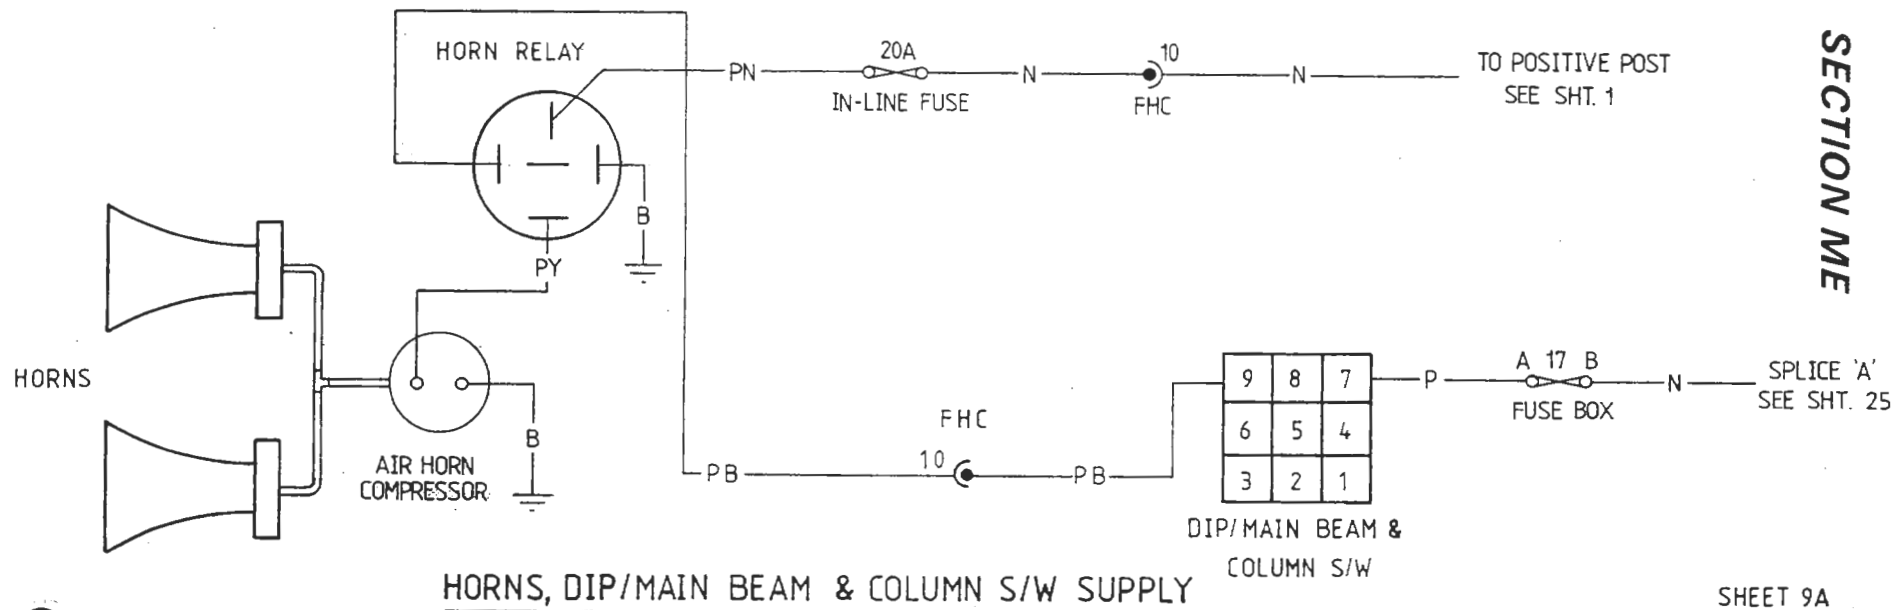 HORN RELAY
PN
20A
IN-LINE FUSE
N
10
FHC
N
TO POSITIVE POST
SEE SHT. 1
SECTION ME
B
PY
HORNS
AIR HORN
COMPRESSOR
B
PB
FHC
10
PB
9 8 7
6 5 4
3 2 1
DIP/MAIN BEAM &
COLUMN S/W
P
A 17 B
FUSE BOX
N
SPLICE 'A'
SEE SHT. 25
HORNS, DIP/MAIN BEAM & COLUMN S/W SUPPLY
SHEET 9A